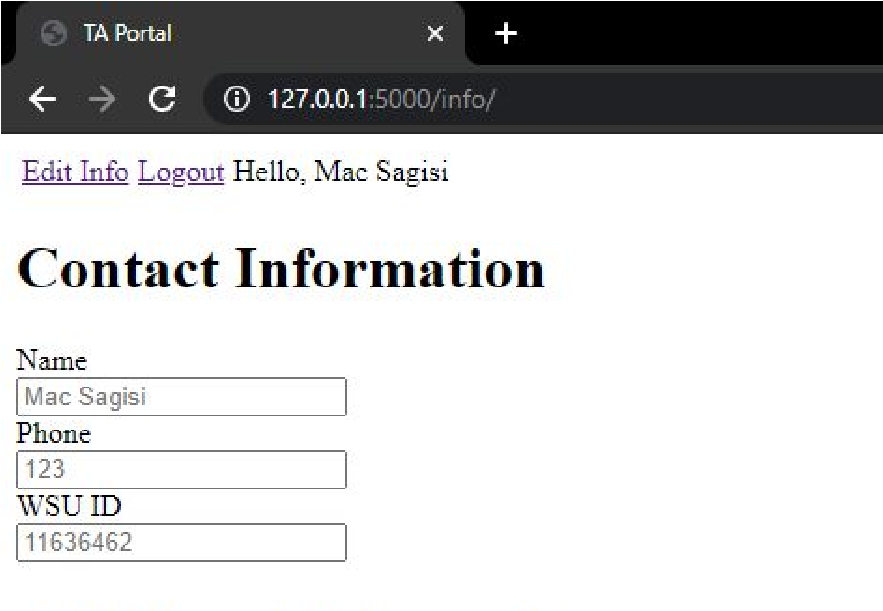 TA Portal
127.0.0.1:5000/info/
Edit Info Logout Hello, Mac Sagisi
Contact Information
Name
Mac Sagisi
Phone
123
WSU ID
11636462